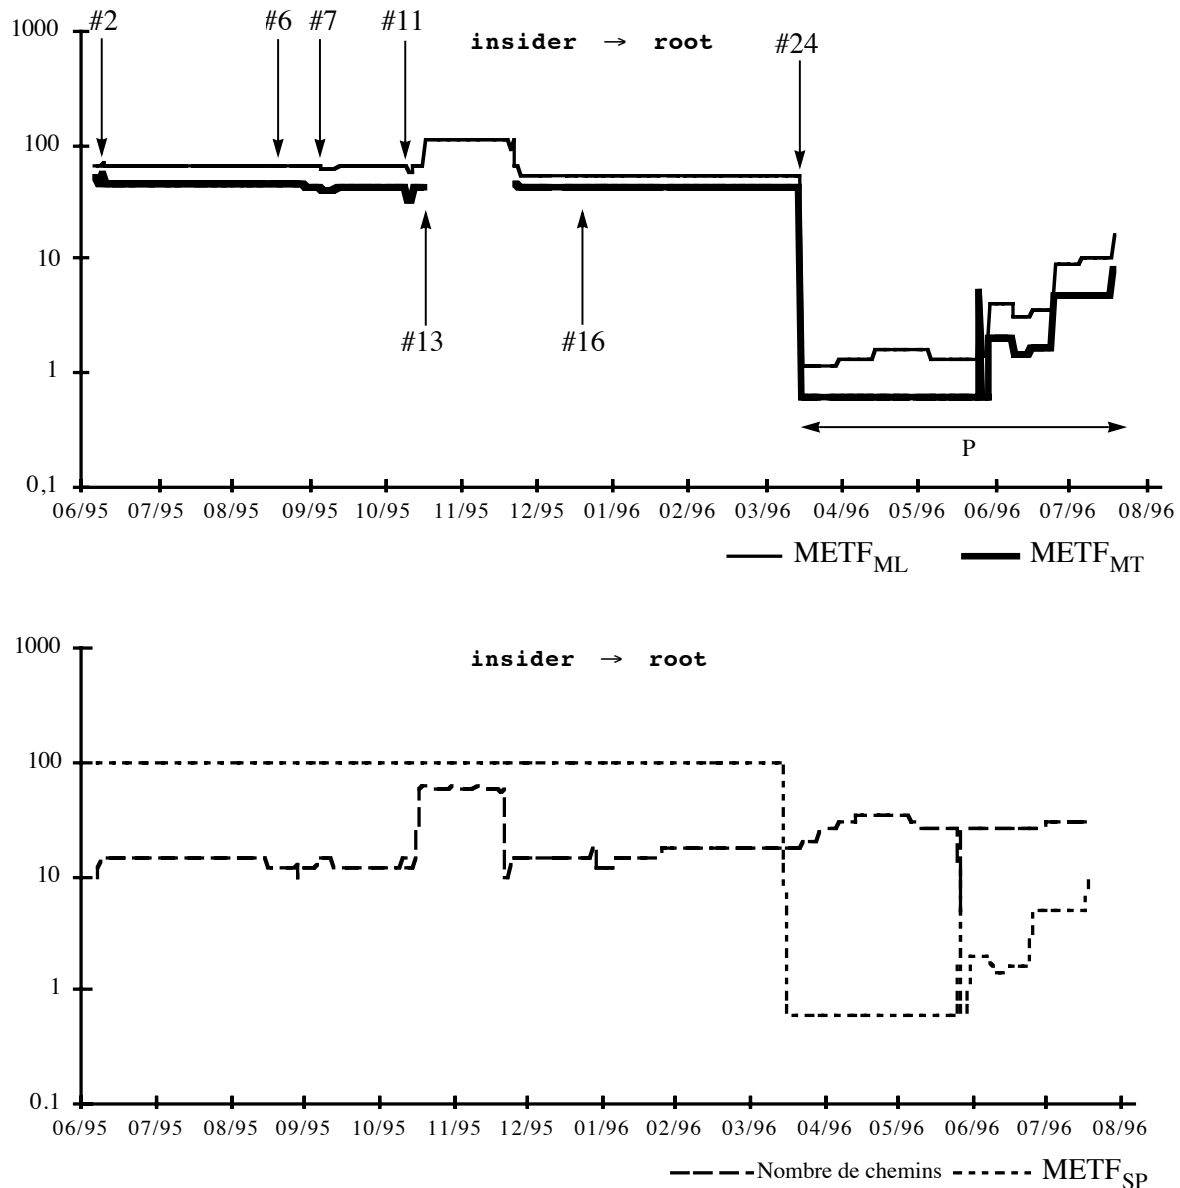 1000
#2
#6
#7
#11
insider → root
#24
100
10
#13
#16
1
P
0,1
06/95 07/95 08/95 09/95 10/95 11/95 12/95 01/96 02/96 03/96 04/96 05/96 06/96 07/96 08/96
METF_ML METF_MT
1000
insider → root
100
10
1
0.1
06/95 07/95 08/95 09/95 10/95 11/95 12/95 01/96 02/96 03/96 04/96 05/96 06/96 07/96 08/96
Nombre de chemins METF_SP